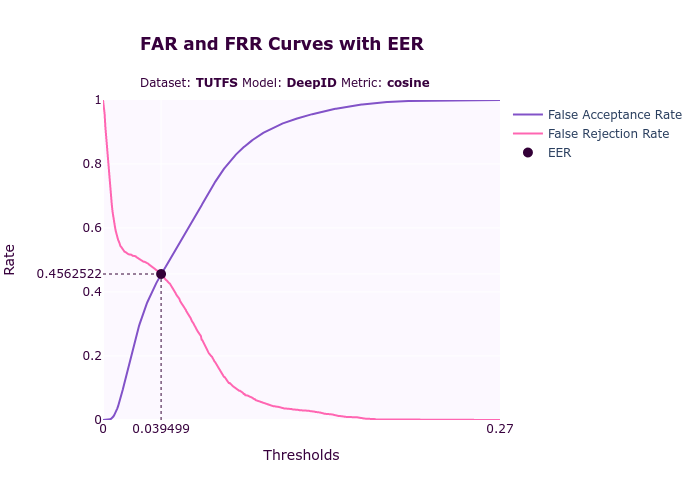 FAR and FRR Curves with EER
Dataset: TUTFS Model: DeepID Metric: cosine
False Acceptance Rate
False Rejection Rate
EER
Rate
1
0.8
0.6
0.4562522
0.4
0.2
0
0
0.039499
0.27
Thresholds